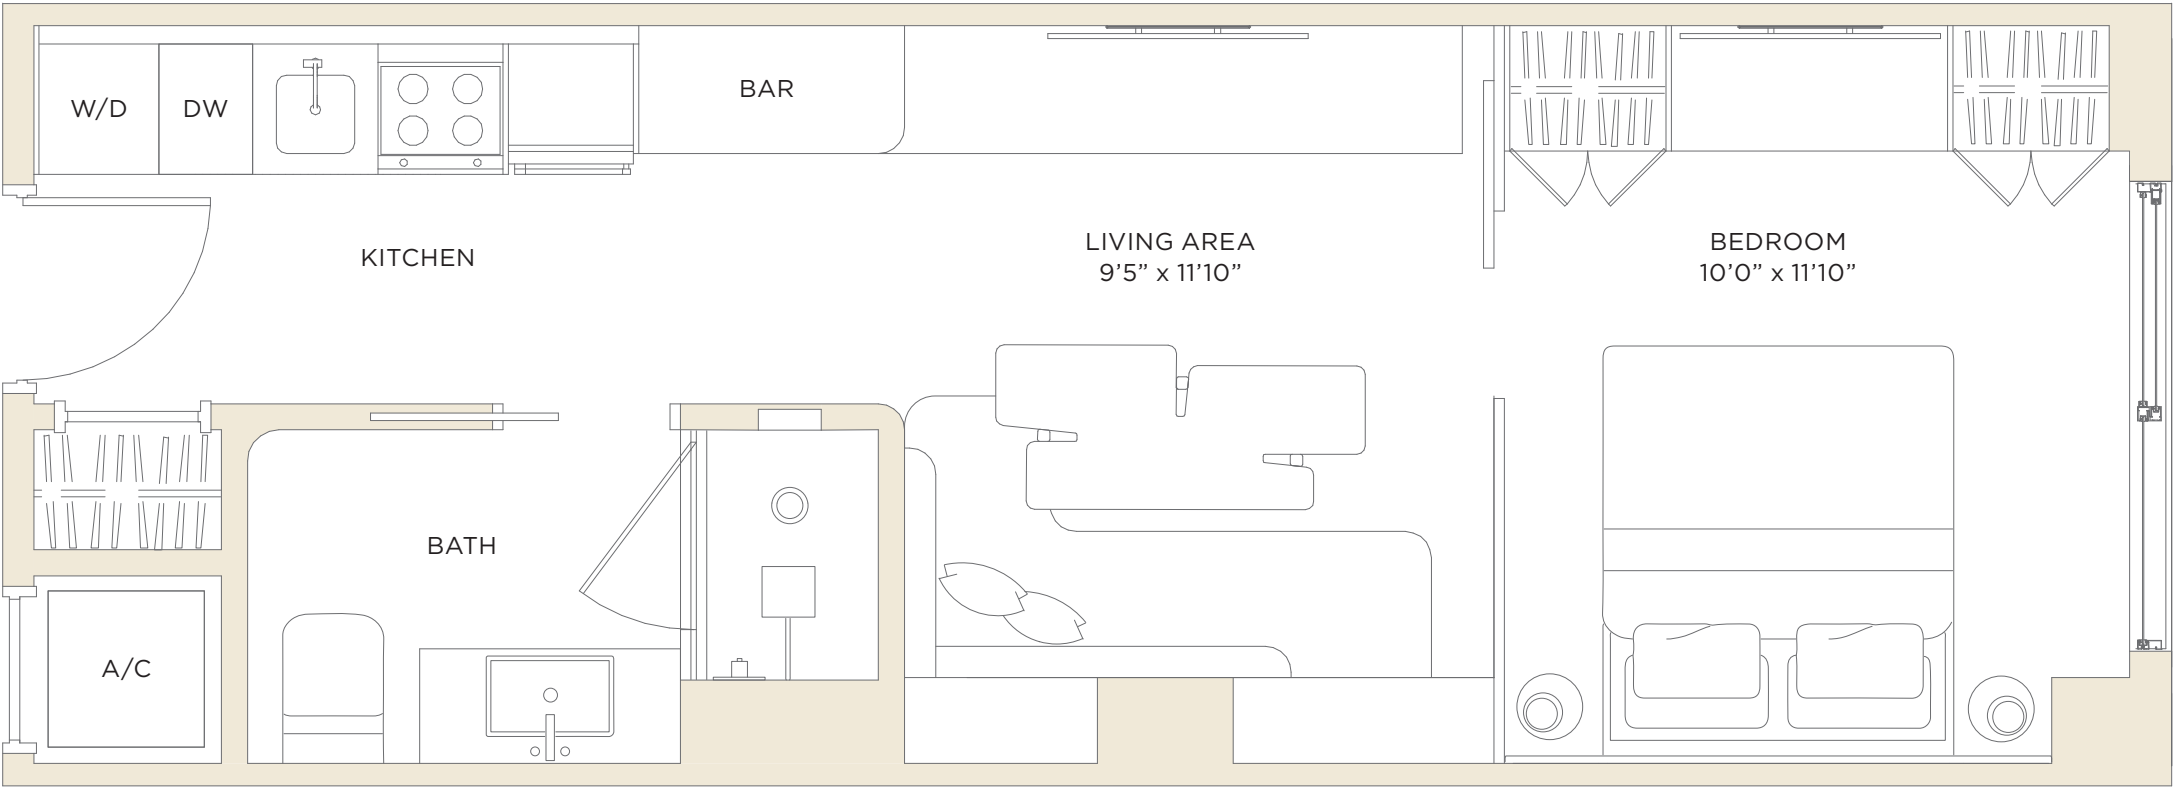 W/D
DW
BAR
KITCHEN
LIVING AREA
9’5” x 11’10”
BEDROOM
10’0” x 11’10”
BATH
A/C